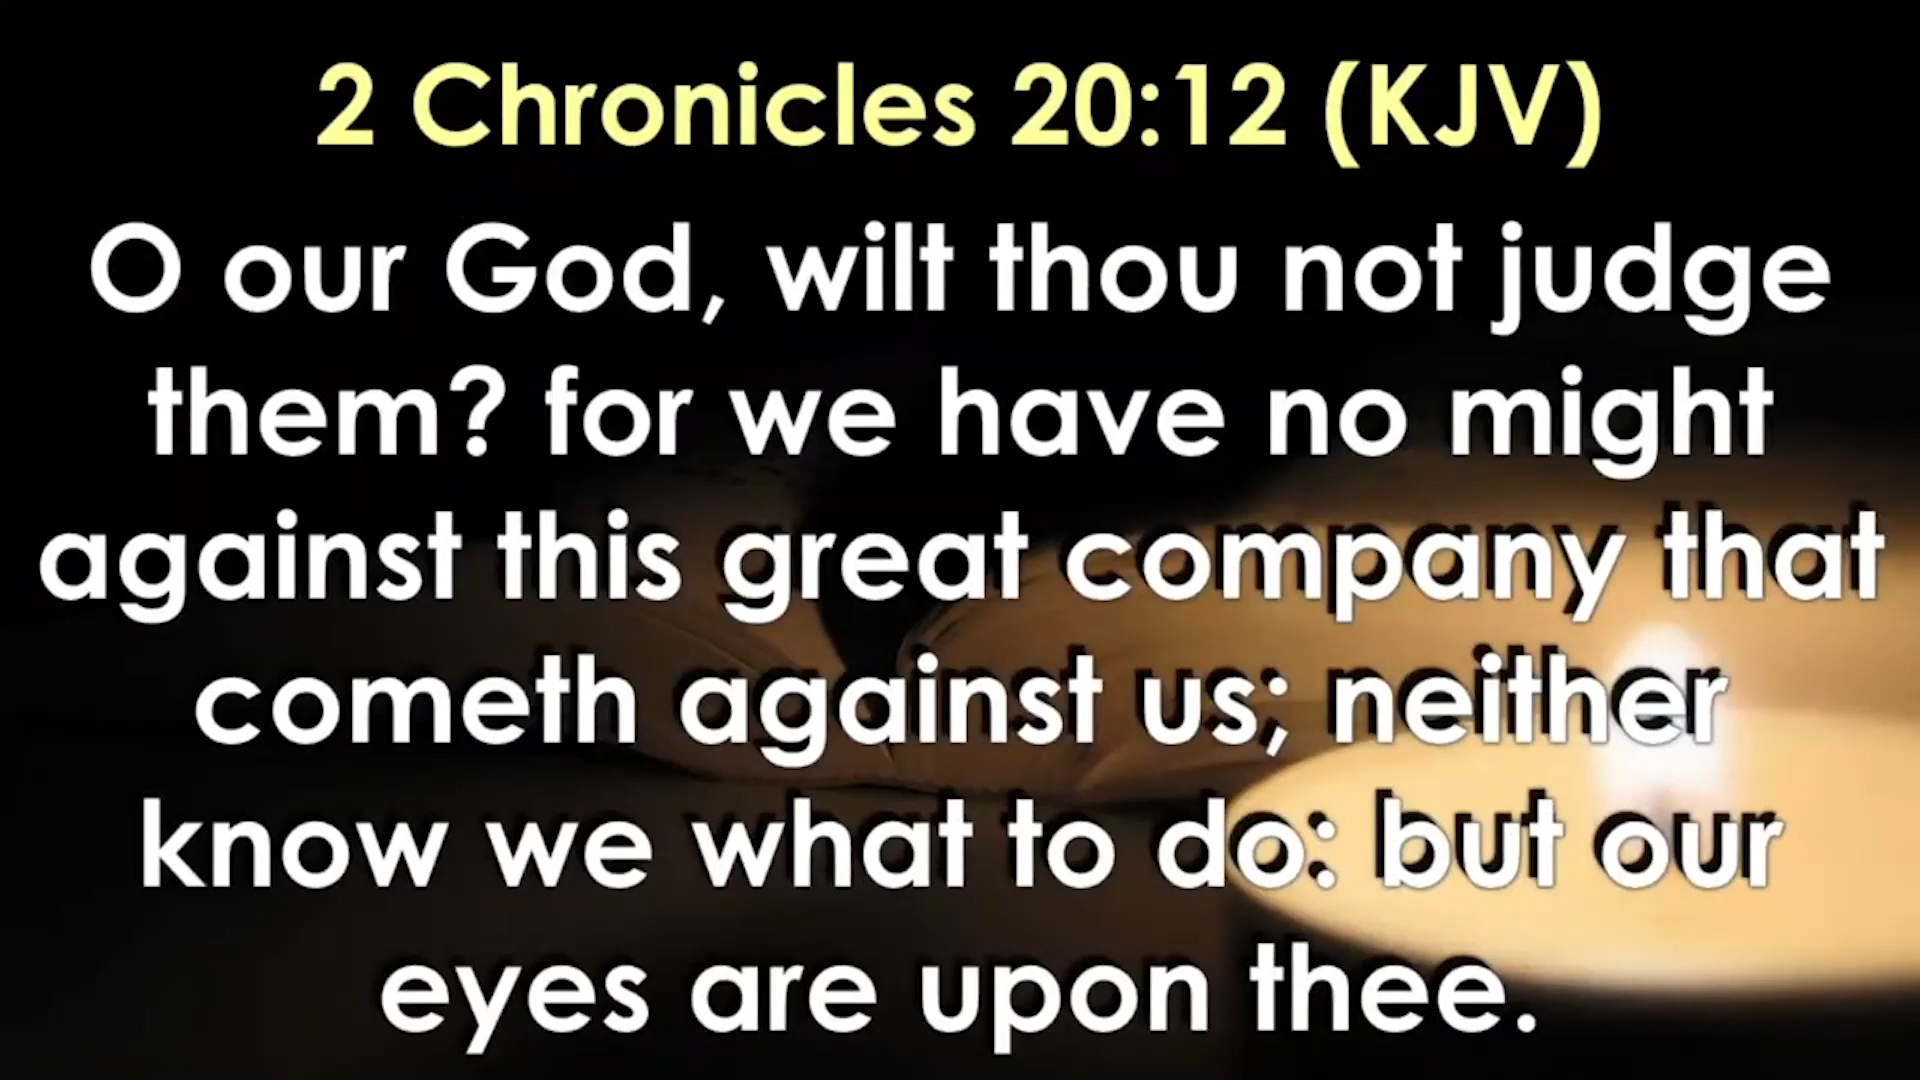 2 Chronicles 20:12 (KJV)
O our God, wilt thou not judge
them? for we have no might
against this great company that
cometh against us; neither
know we what to do: but our
eyes are upon thee.